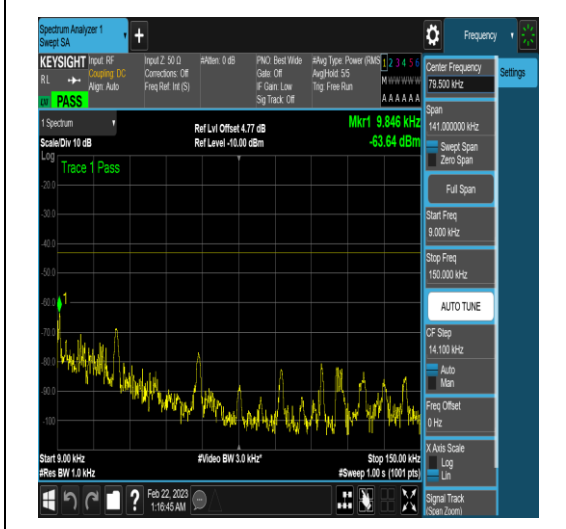 Spectrum Analyzer 1
Swept SA
Frequency
KEYSIGHT
Input: RF
Coupling: DC
Align: Auto
Input Z: 50 Ω
Corrections: Off
Freq Ref: Int (S)
#Atten: 0 dB
PNO: Best Wide
Gate: Off
IF Gain: Low
Sig Track: Off
#Avg Type: Power (RMS
Avg|Hold: 5/5
Trig: Free Run
1 2 3 4 5 6
M W W W W W
A A A A A A
R L
PASS
1 Spectrum
Scale/Div 10 dB
Ref Lvl Offset 4.77 dB
Ref Level -10.00 dBm
Mkr1 9.846 kHz
-63.64 dBm
Log
Trace 1 Pass
-20.0
-30.0
-40.0
-50.0
-60.0
1
-70.0
-80.0
-90.0
-100
Start 9.00 kHz
#Res BW 1.0 kHz
#Video BW 3.0 kHz*
Stop 150.00 kHz
#Sweep 1.00 s (1001 pts)
Feb 22, 2023
1:16:45 AM
Center Frequency
79.500 kHz
Settings
Span
141.000000 kHz
Swept Span
Zero Span
Full Span
Start Freq
9.000 kHz
Stop Freq
150.000 kHz
AUTO TUNE
CF Step
14.100 kHz
Auto
Man
Freq Offset
0 Hz
X Axis Scale
Log
Lin
Signal Track
(Span Zoom)